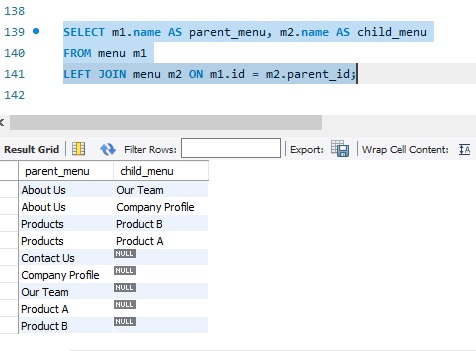 138
139 SELECT m1.name AS parent_menu, m2.name AS child_menu
140 FROM menu m1
141 LEFT JOIN menu m2 ON m1.id = m2.parent_id;
142
Result Grid Filter Rows: Export: Wrap Cell Content: IA
parent_menu child_menu
About Us Our Team
About Us Company Profile
Products Product B
Products Product A
Contact Us NULL
Company Profile NULL
Our Team NULL
Product A NULL
Product B NULL